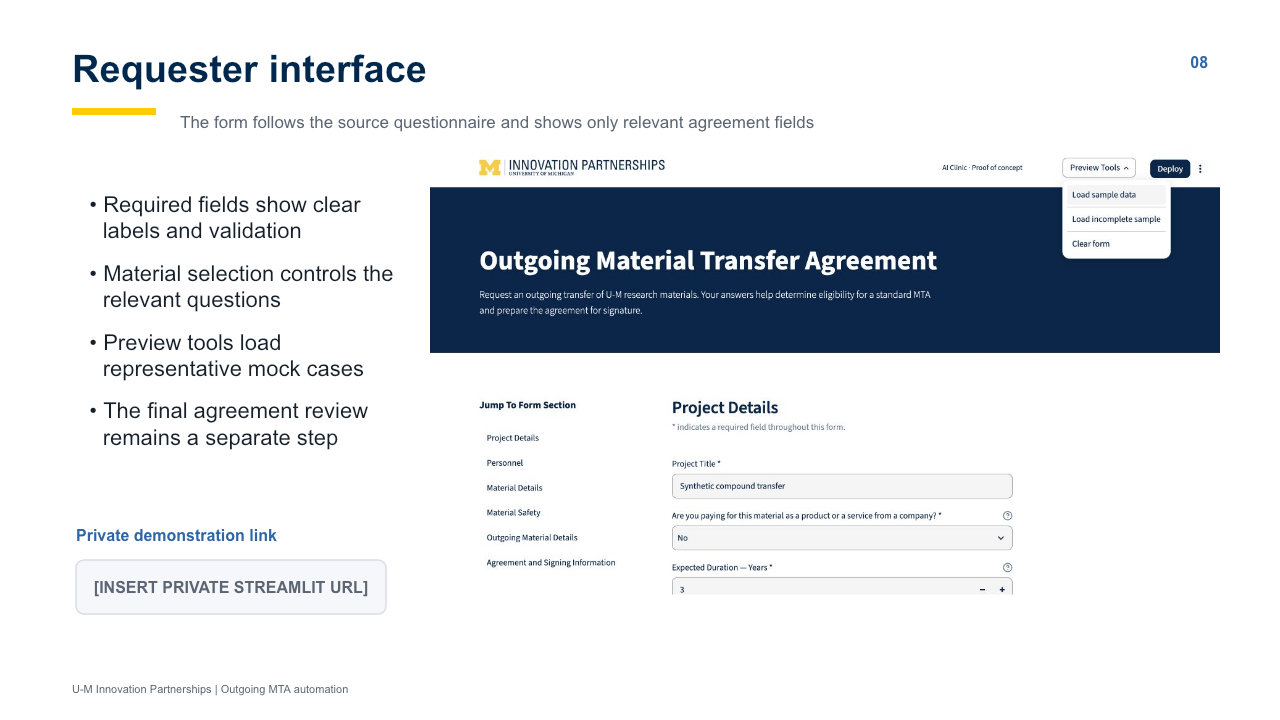 Requester interface
08
The form follows the source questionnaire and shows only relevant agreement fields
• Required fields show clear
labels and validation
• Material selection controls the
relevant questions
• Preview tools load
representative mock cases
• The final agreement review
remains a separate step
Private demonstration link
[INSERT PRIVATE STREAMLIT URL]
M INNOVATION PARTNERSHIPS
UNIVERSITY OF MICHIGAN
AI Clinic · Proof of concept
Preview Tools
Deploy
Load sample data
Load incomplete sample
Clear form
Outgoing Material Transfer Agreement
Request an outgoing transfer of U-M research materials. Your answers help determine eligibility for a standard MTA
and prepare the agreement for signature.
Jump To Form Section
Project Details
Personnel
Material Details
Material Safety
Outgoing Material Details
Agreement and Signing Information
Project Details
* indicates a required field throughout this form.
Project Title *
Synthetic compound transfer
Are you paying for this material as a product or a service from a company? *
No
Expected Duration — Years *
3
U-M Innovation Partnerships | Outgoing MTA automation